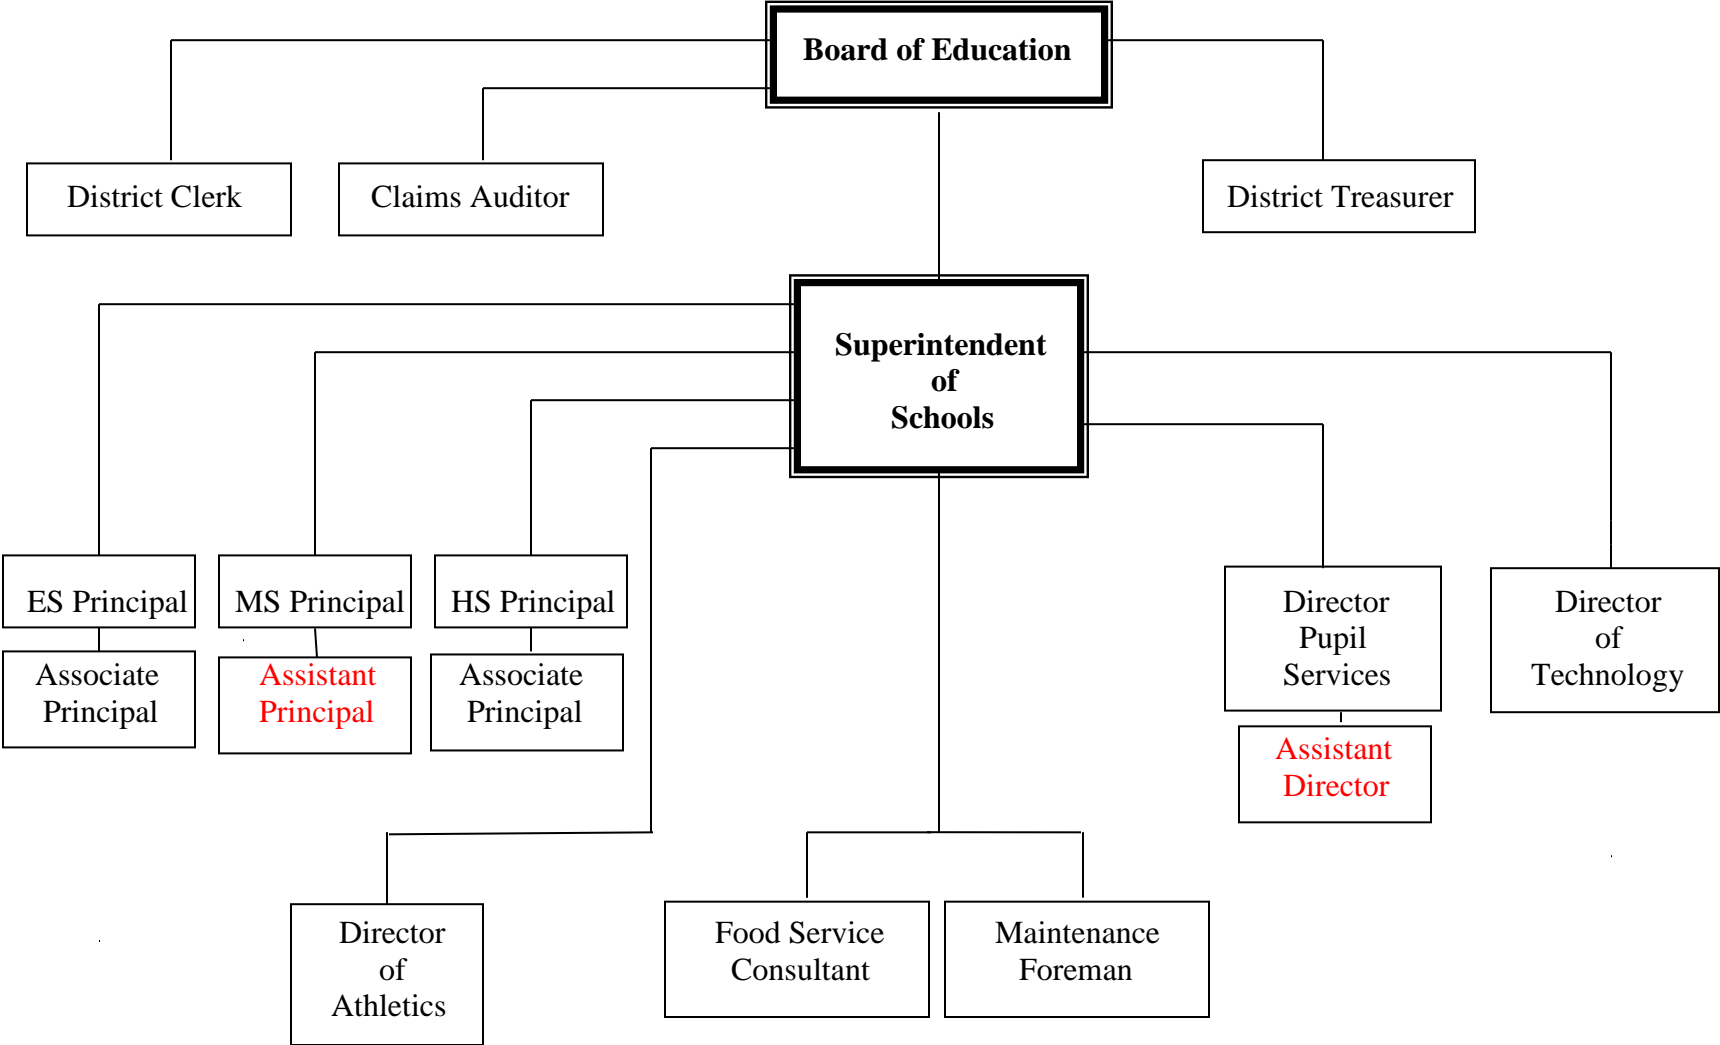 Board of Education
District Clerk
Claims Auditor
District Treasurer
Superintendent
of
Schools
ES Principal
MS Principal
HS Principal
Associate
Principal
Assistant
Principal
Associate
Principal
Director
Pupil
Services
Director
of
Technology
Assistant
Director
Director
of
Athletics
Food Service
Consultant
Maintenance
Foreman